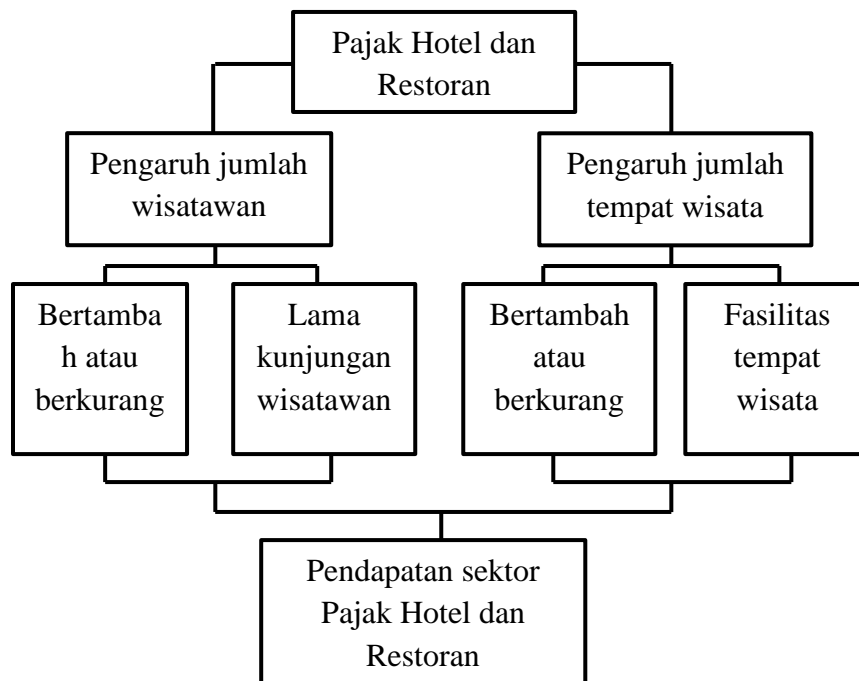 Pajak Hotel dan
Restoran
Pengaruh jumlah
wisatawan
Pengaruh jumlah
tempat wisata
Bertamba
h atau
berkurang
Lama
kunjungan
wisatawan
Bertambah
atau
berkurang
Fasilitas
tempat
wisata
Pendapatan sektor
Pajak Hotel dan
Restoran